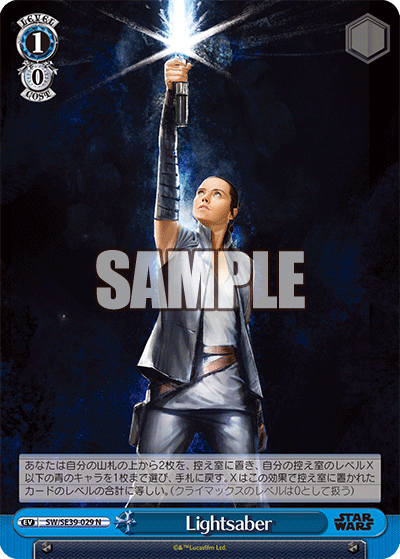 LEVEL
1
0
COST
SAMPLE
あなたは自分の山札の上から2枚を、控え室に置き、自分の控え室のレベルX
以下の青のキャラを1枚まで選び、手札に戻す。Xはこの効果で控え室に置かれた
カードのレベルの合計に等しい。（クライマックスのレベルは0として扱う）
EV SW/SE39-029 N
Lightsaber
STAR WARS
©&™Lucasfilm Ltd.